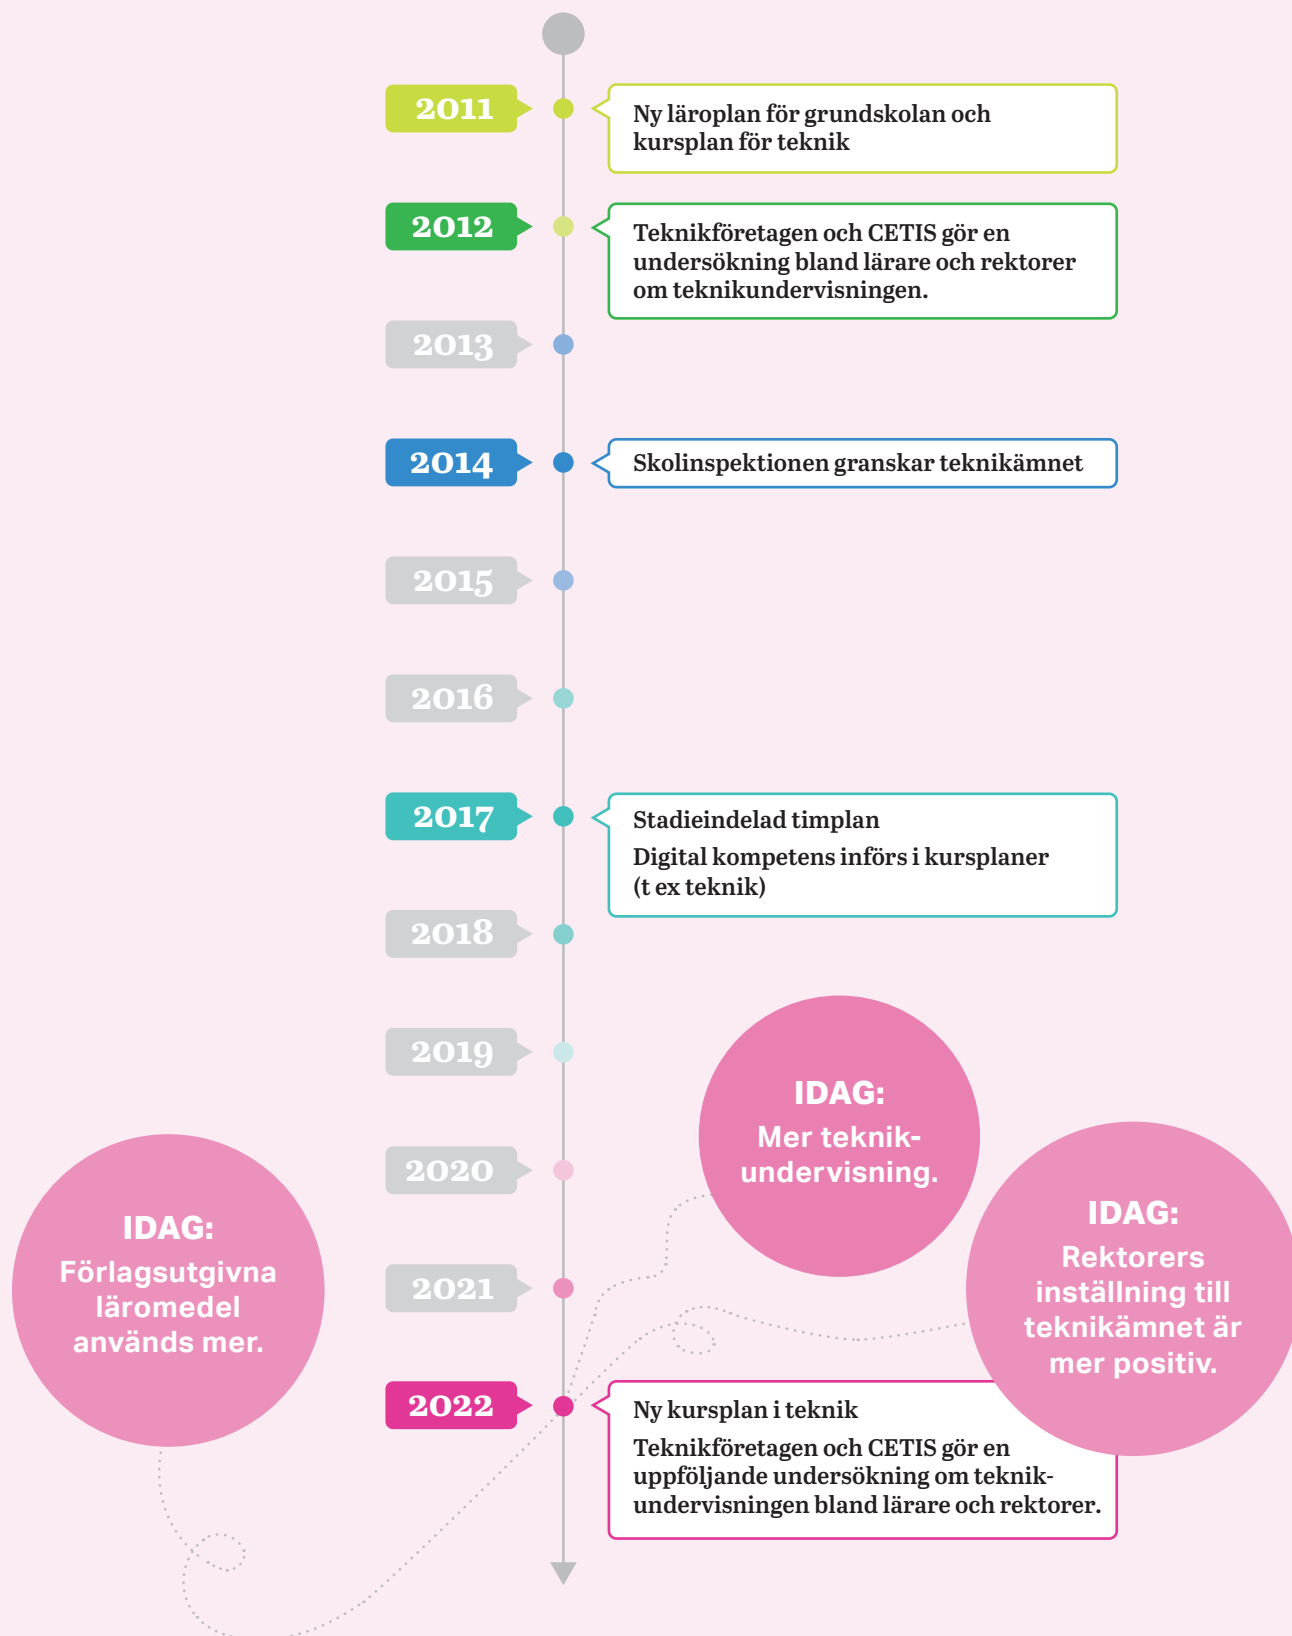 2011
Ny läroplan för grundskolan och
kursplan för teknik
2012
Teknikföretagen och CETIS gör en
undersökning bland lärare och rektorer
om teknikundervisningen.
2013
2014
Skolinspektionen granskar teknikämnet
2015
2016
2017
Stadieindelad timplan
Digital kompetens införs i kursplaner
(t ex teknik)
2018
2019
IDAG:
Mer teknik-
undervisning.
2020
IDAG:
Förlagsutgivna
läromedel
används mer.
IDAG:
Rektorers
inställning till
teknikämnet är
mer positiv.
2021
2022
Ny kursplan i teknik
Teknikföretagen och CETIS gör en
uppföljande undersökning om teknik-
undervisningen bland lärare och rektorer.